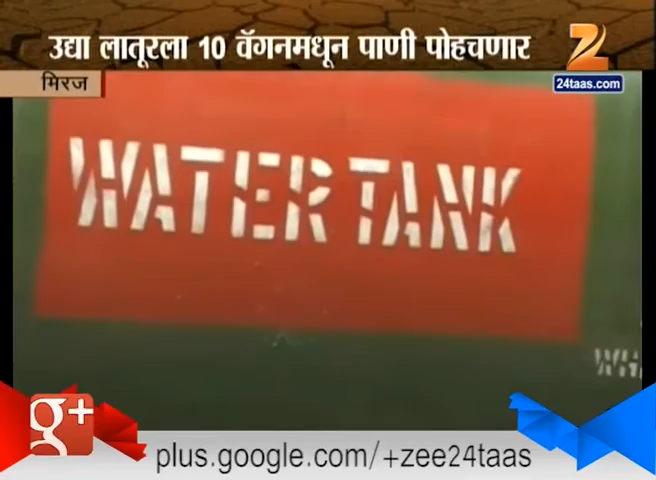 उद्या लातूरला 10 वॅगनमधून पाणी पोहचणार
24taas.com
मिरज
WATER TANK
g+
plus.google.com/+zee24taas